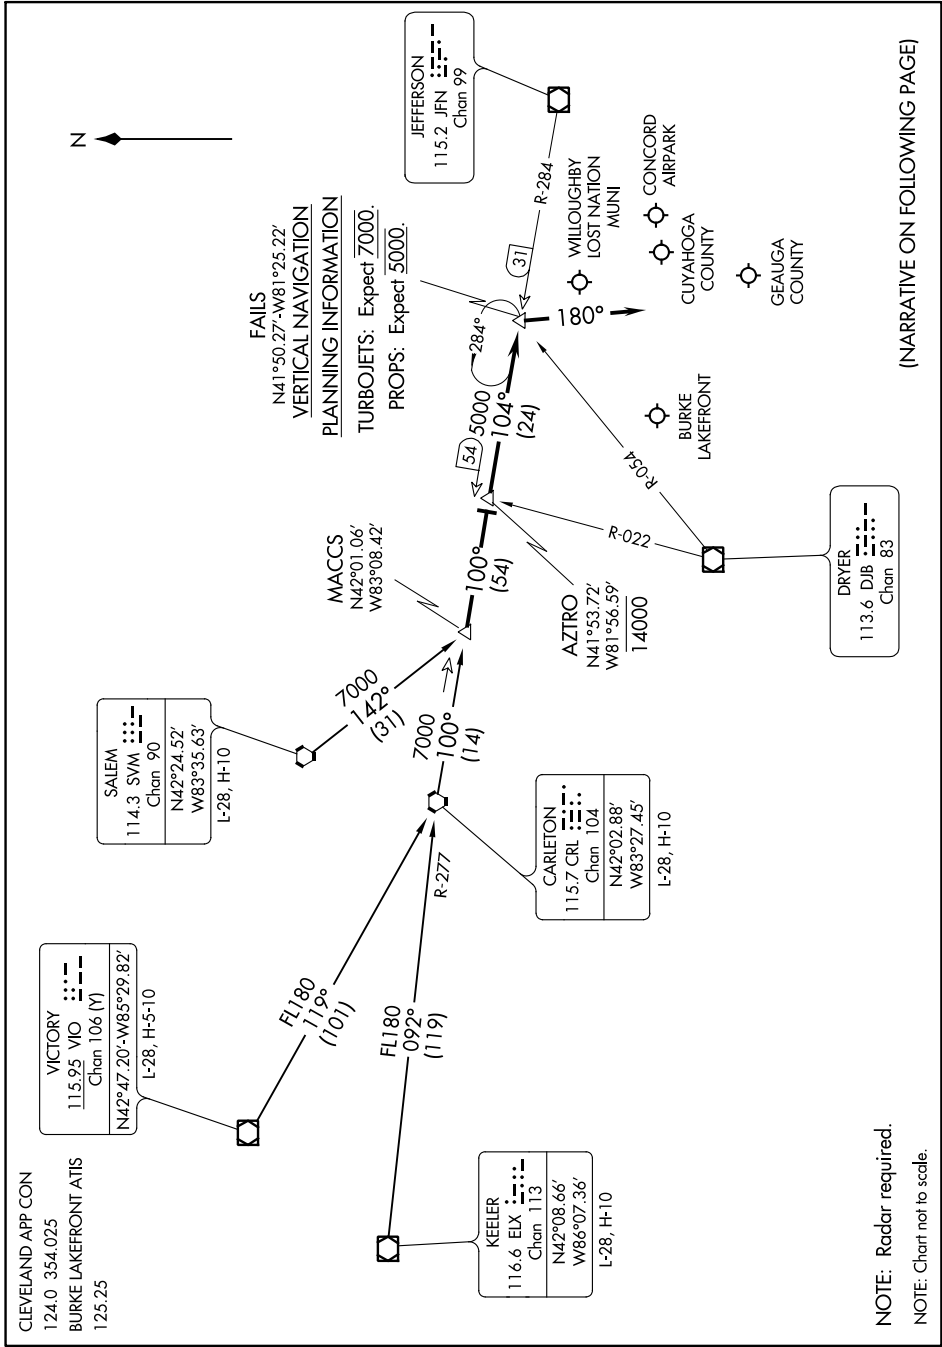 CLEVELAND APP CON
124.0 354.025
BURKE LAKEFRONT ATIS
125.25
VICTORY
115.95 VIO
Chan 106 (Y)
N42°47.20′-W85°29.82′
L-28, H-5-10
SALEM
114.3 SVM
Chan 90
N42°24.52′
W83°35.63′
L-28, H-10
N
FAILS
N41°50.27′-W81°25.22′
VERTICAL NAVIGATION
PLANNING INFORMATION
TURBOJETS: Expect 7000.
PROPS: Expect 5000.
JEFFERSON
115.2 JFN
Chan 99
MACCS
N42°01.06′
W83°08.42′
FL180
119°
(101)
7000
142°
(31)
FL180
092°
(119)
R-277
7000
100°
(14)
100°
(54)
54
5000
104°
(24)
284°
31
R-284
180°
KEELER
116.6 ELX
Chan 113
N42°08.66′
W86°07.36′
L-28, H-10
CARLETON
115.7 CRL
Chan 104
N42°02.88′
W83°27.45′
L-28, H-10
AZTRO
N41°53.72′
W81°56.59′
14000
R-022
R-054
WILLOUGHBY
LOST NATION
MUNI
CONCORD
AIRPARK
CUYAHOGA
COUNTY
GEAUGA
COUNTY
BURKE
LAKEFRONT
DRYER
113.6 DJB
Chan 83
NOTE: Radar required.
NOTE: Chart not to scale.
(NARRATIVE ON FOLLOWING PAGE)